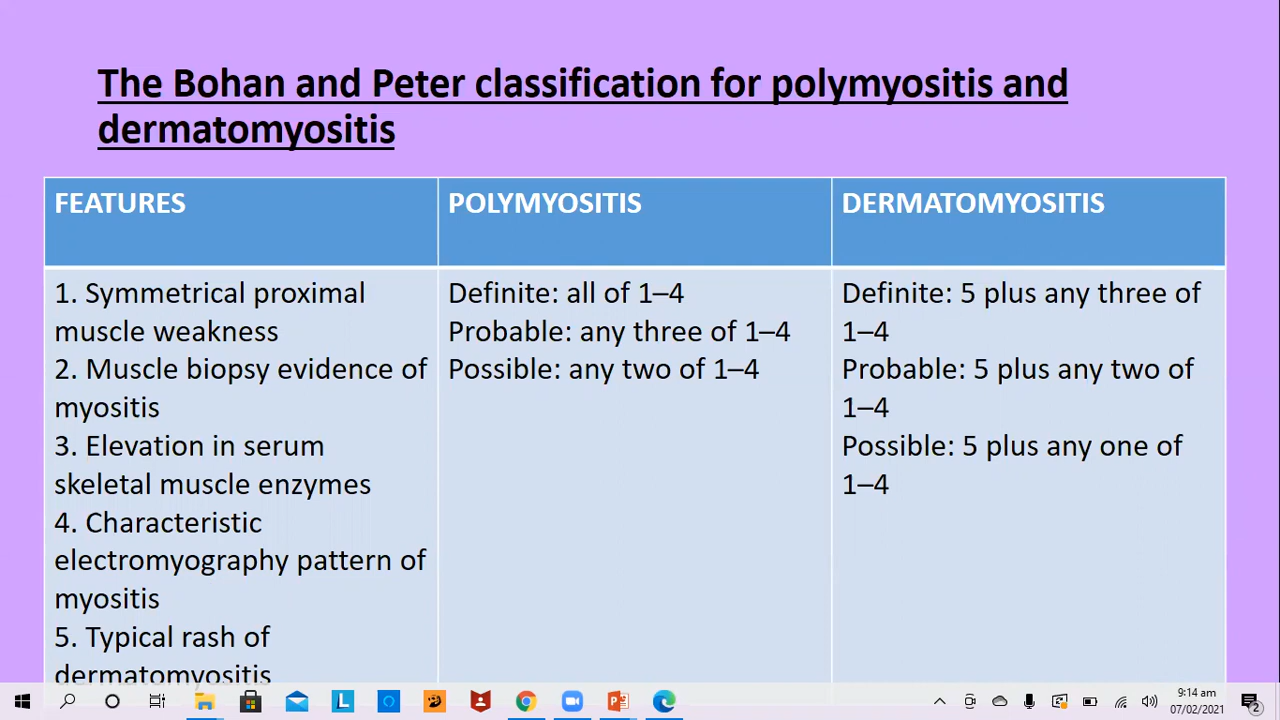 The Bohan and Peter classification for polymyositis and
dermatomyositis
FEATURES
POLYMYOSITIS
DERMATOMYOSITIS
1. Symmetrical proximal
muscle weakness
2. Muscle biopsy evidence of
myositis
3. Elevation in serum
skeletal muscle enzymes
4. Characteristic
electromyography pattern of
myositis
5. Typical rash of
dermatomyositis
Definite: all of 1–4
Probable: any three of 1–4
Possible: any two of 1–4
Definite: 5 plus any three of
1–4
Probable: 5 plus any two of
1–4
Possible: 5 plus any one of
1–4
L
9:14 am
07/02/2021
2